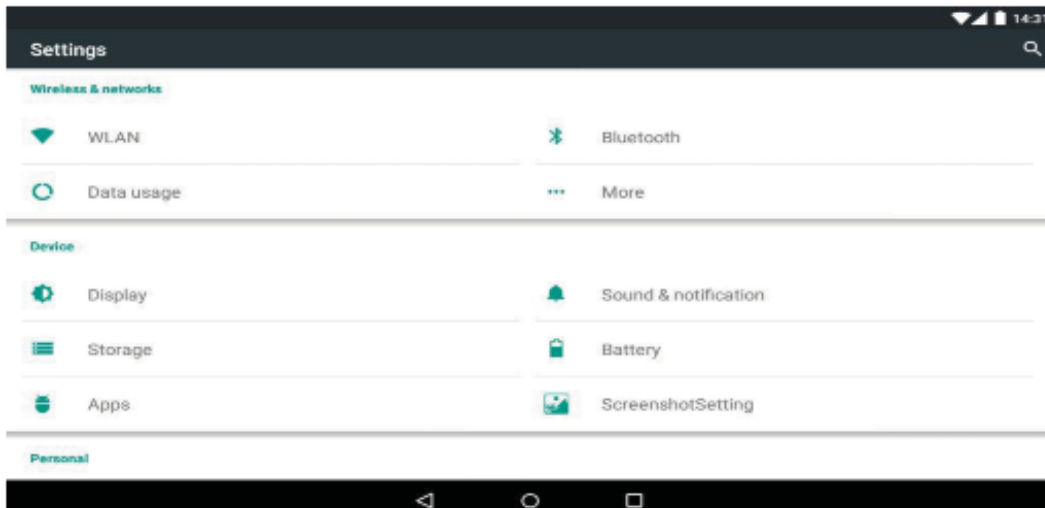 14:31
Settings
Wireless & networks
WLAN
Bluetooth
Data usage
More
Device
Display
Sound & notification
Storage
Battery
Apps
ScreenshotSetting
Personal